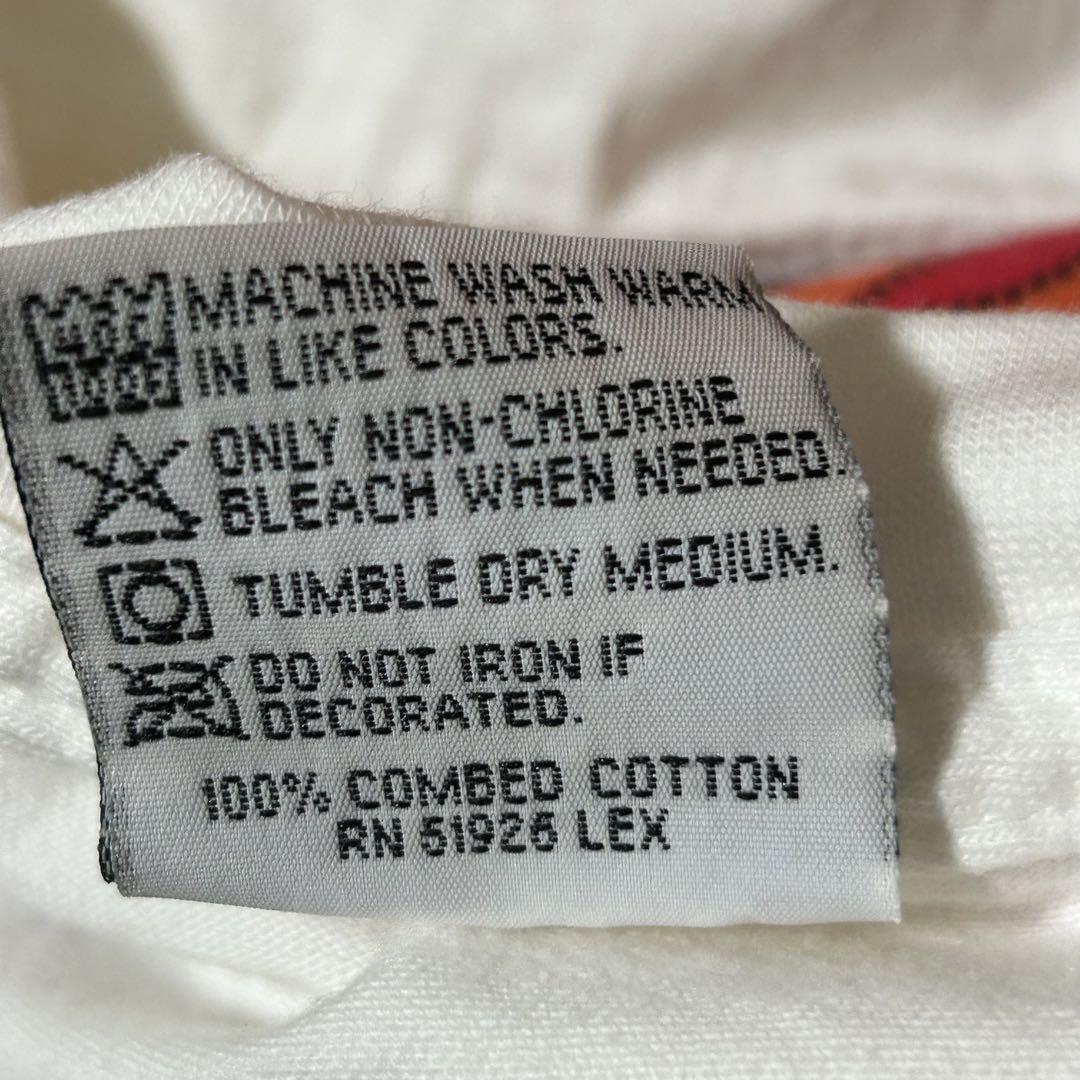 MACHINE WASH WARM
IN LIKE COLORS.
ONLY NON-CHLORINE
BLEACH WHEN NEEDED.
TUMBLE DRY MEDIUM.
DO NOT IRON IF
DECORATED.
100% COMBED COTTON
RN 51926 LEX